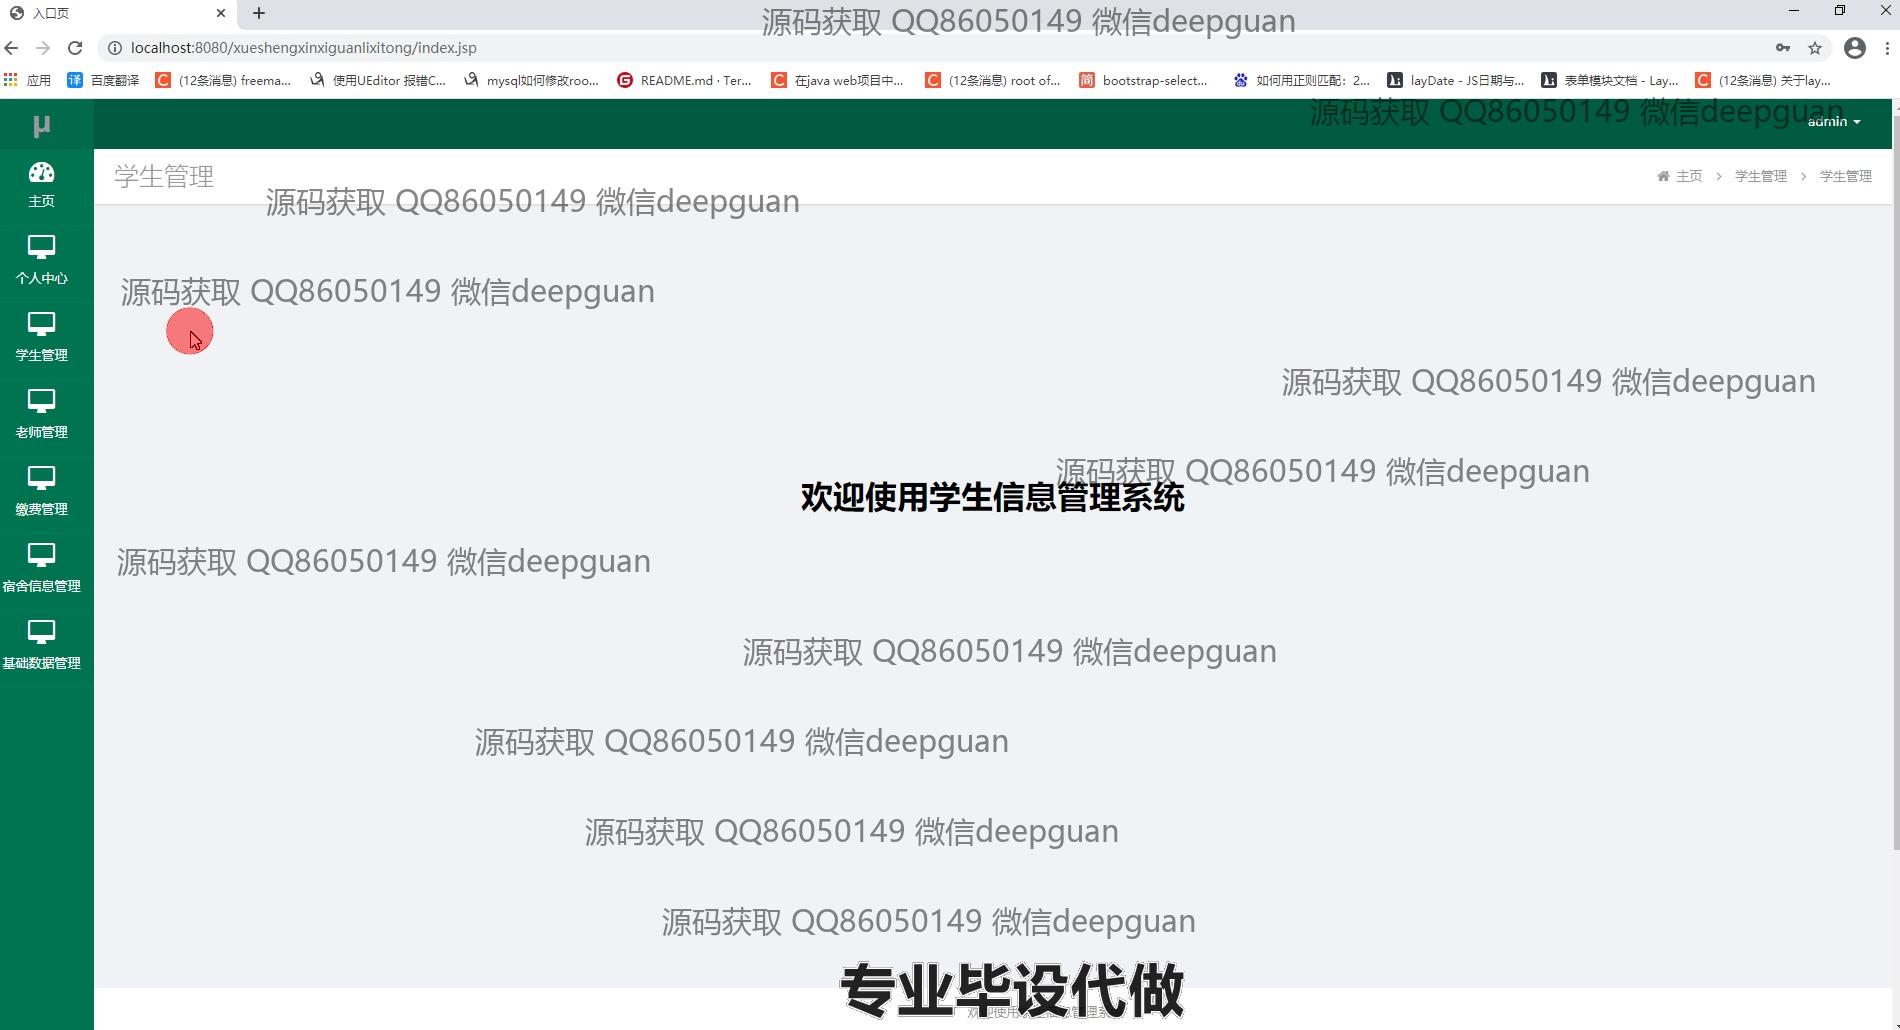 入口页
源码获取 QQ86050149 微信deepguan
localhost:8080/xueshengxinxiguanlixitong/index.jsp
应用 百度翻译 (12条消息) freema... 使用UEditor 报错C... mysql如何修改roo... README.md · Ter... 在java web项目中... (12条消息) root of... bootstrap-select... 如何用正则匹配：2... layDate - JS日期与... 表单模块文档 - Lay... (12条消息) 关于lay...
μ
源码获取 QQ86050149 微信deepguan
admin
学生管理
主页 > 学生管理 > 学生管理
源码获取 QQ86050149 微信deepguan
主页
个人中心
源码获取 QQ86050149 微信deepguan
学生管理
源码获取 QQ86050149 微信deepguan
老师管理
源码获取 QQ86050149 微信deepguan
欢迎使用学生信息管理系统
缴费管理
源码获取 QQ86050149 微信deepguan
宿舍信息管理
源码获取 QQ86050149 微信deepguan
基础数据管理
源码获取 QQ86050149 微信deepguan
源码获取 QQ86050149 微信deepguan
源码获取 QQ86050149 微信deepguan
专业毕设代做